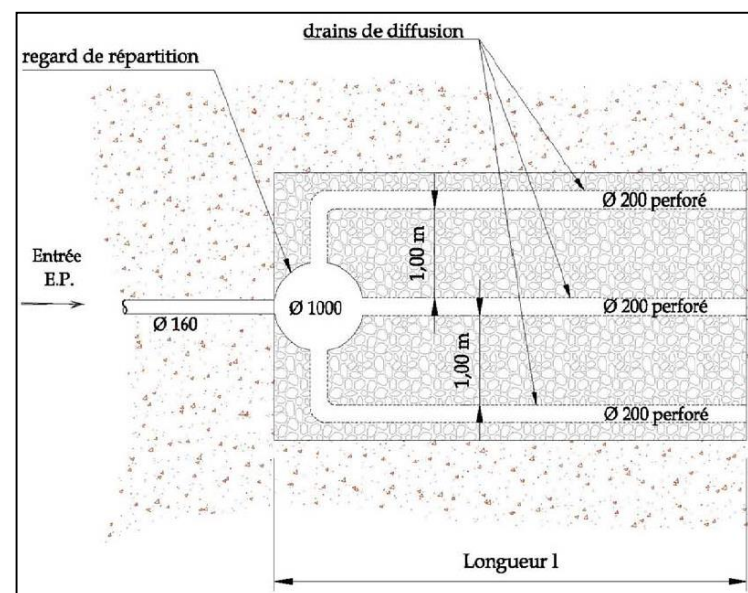 drains de diffusion
regard de répartition
Ø 200 perforé
1,00 m
Entrée
E.P.
Ø 1000
Ø 200 perforé
Ø 160
1,00 m
Ø 200 perforé
Longueur l